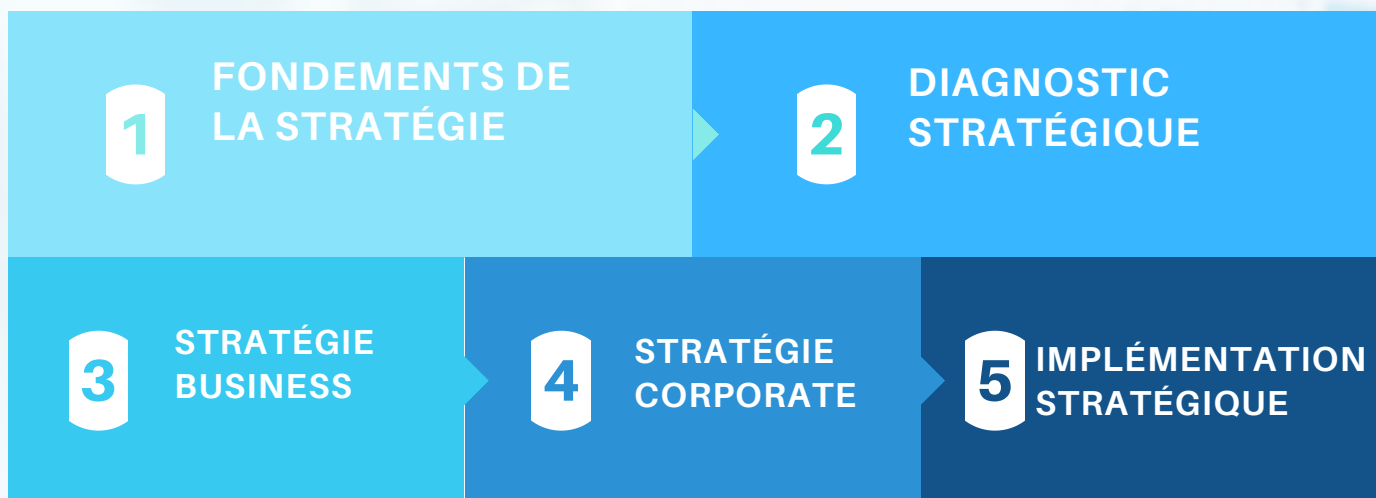 1
FONDEMENTS DE
LA STRATÉGIE
2
DIAGNOSTIC
STRATÉGIQUE
3
STRATÉGIE
BUSINESS
4
STRATÉGIE
CORPORATE
5
IMPLÉMENTATION
STRATÉGIQUE